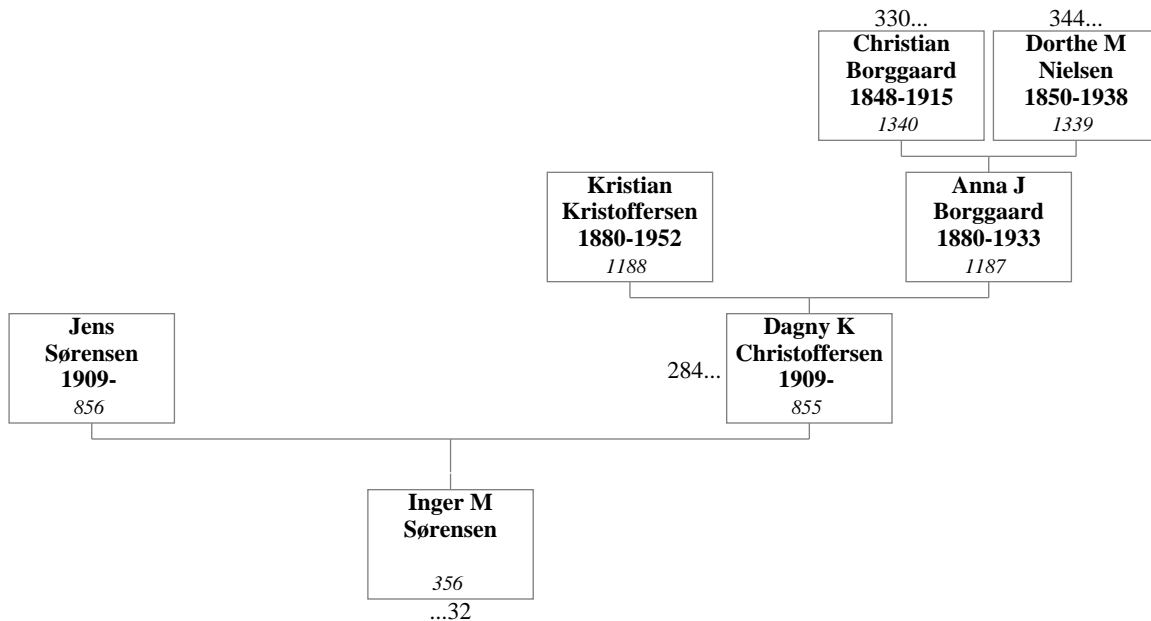 330...
Christian
Borggaard
1848-1915
1340
344...
Dorthe M
Nielsen
1850-1938
1339
Kristian
Kristoffersen
1880-1952
1188
Anna J
Borggaard
1880-1933
1187
Jens
Sørensen
1909-
856
284...
Dagny K
Christoffersen
1909-
855
Inger M
Sørensen
356
...32